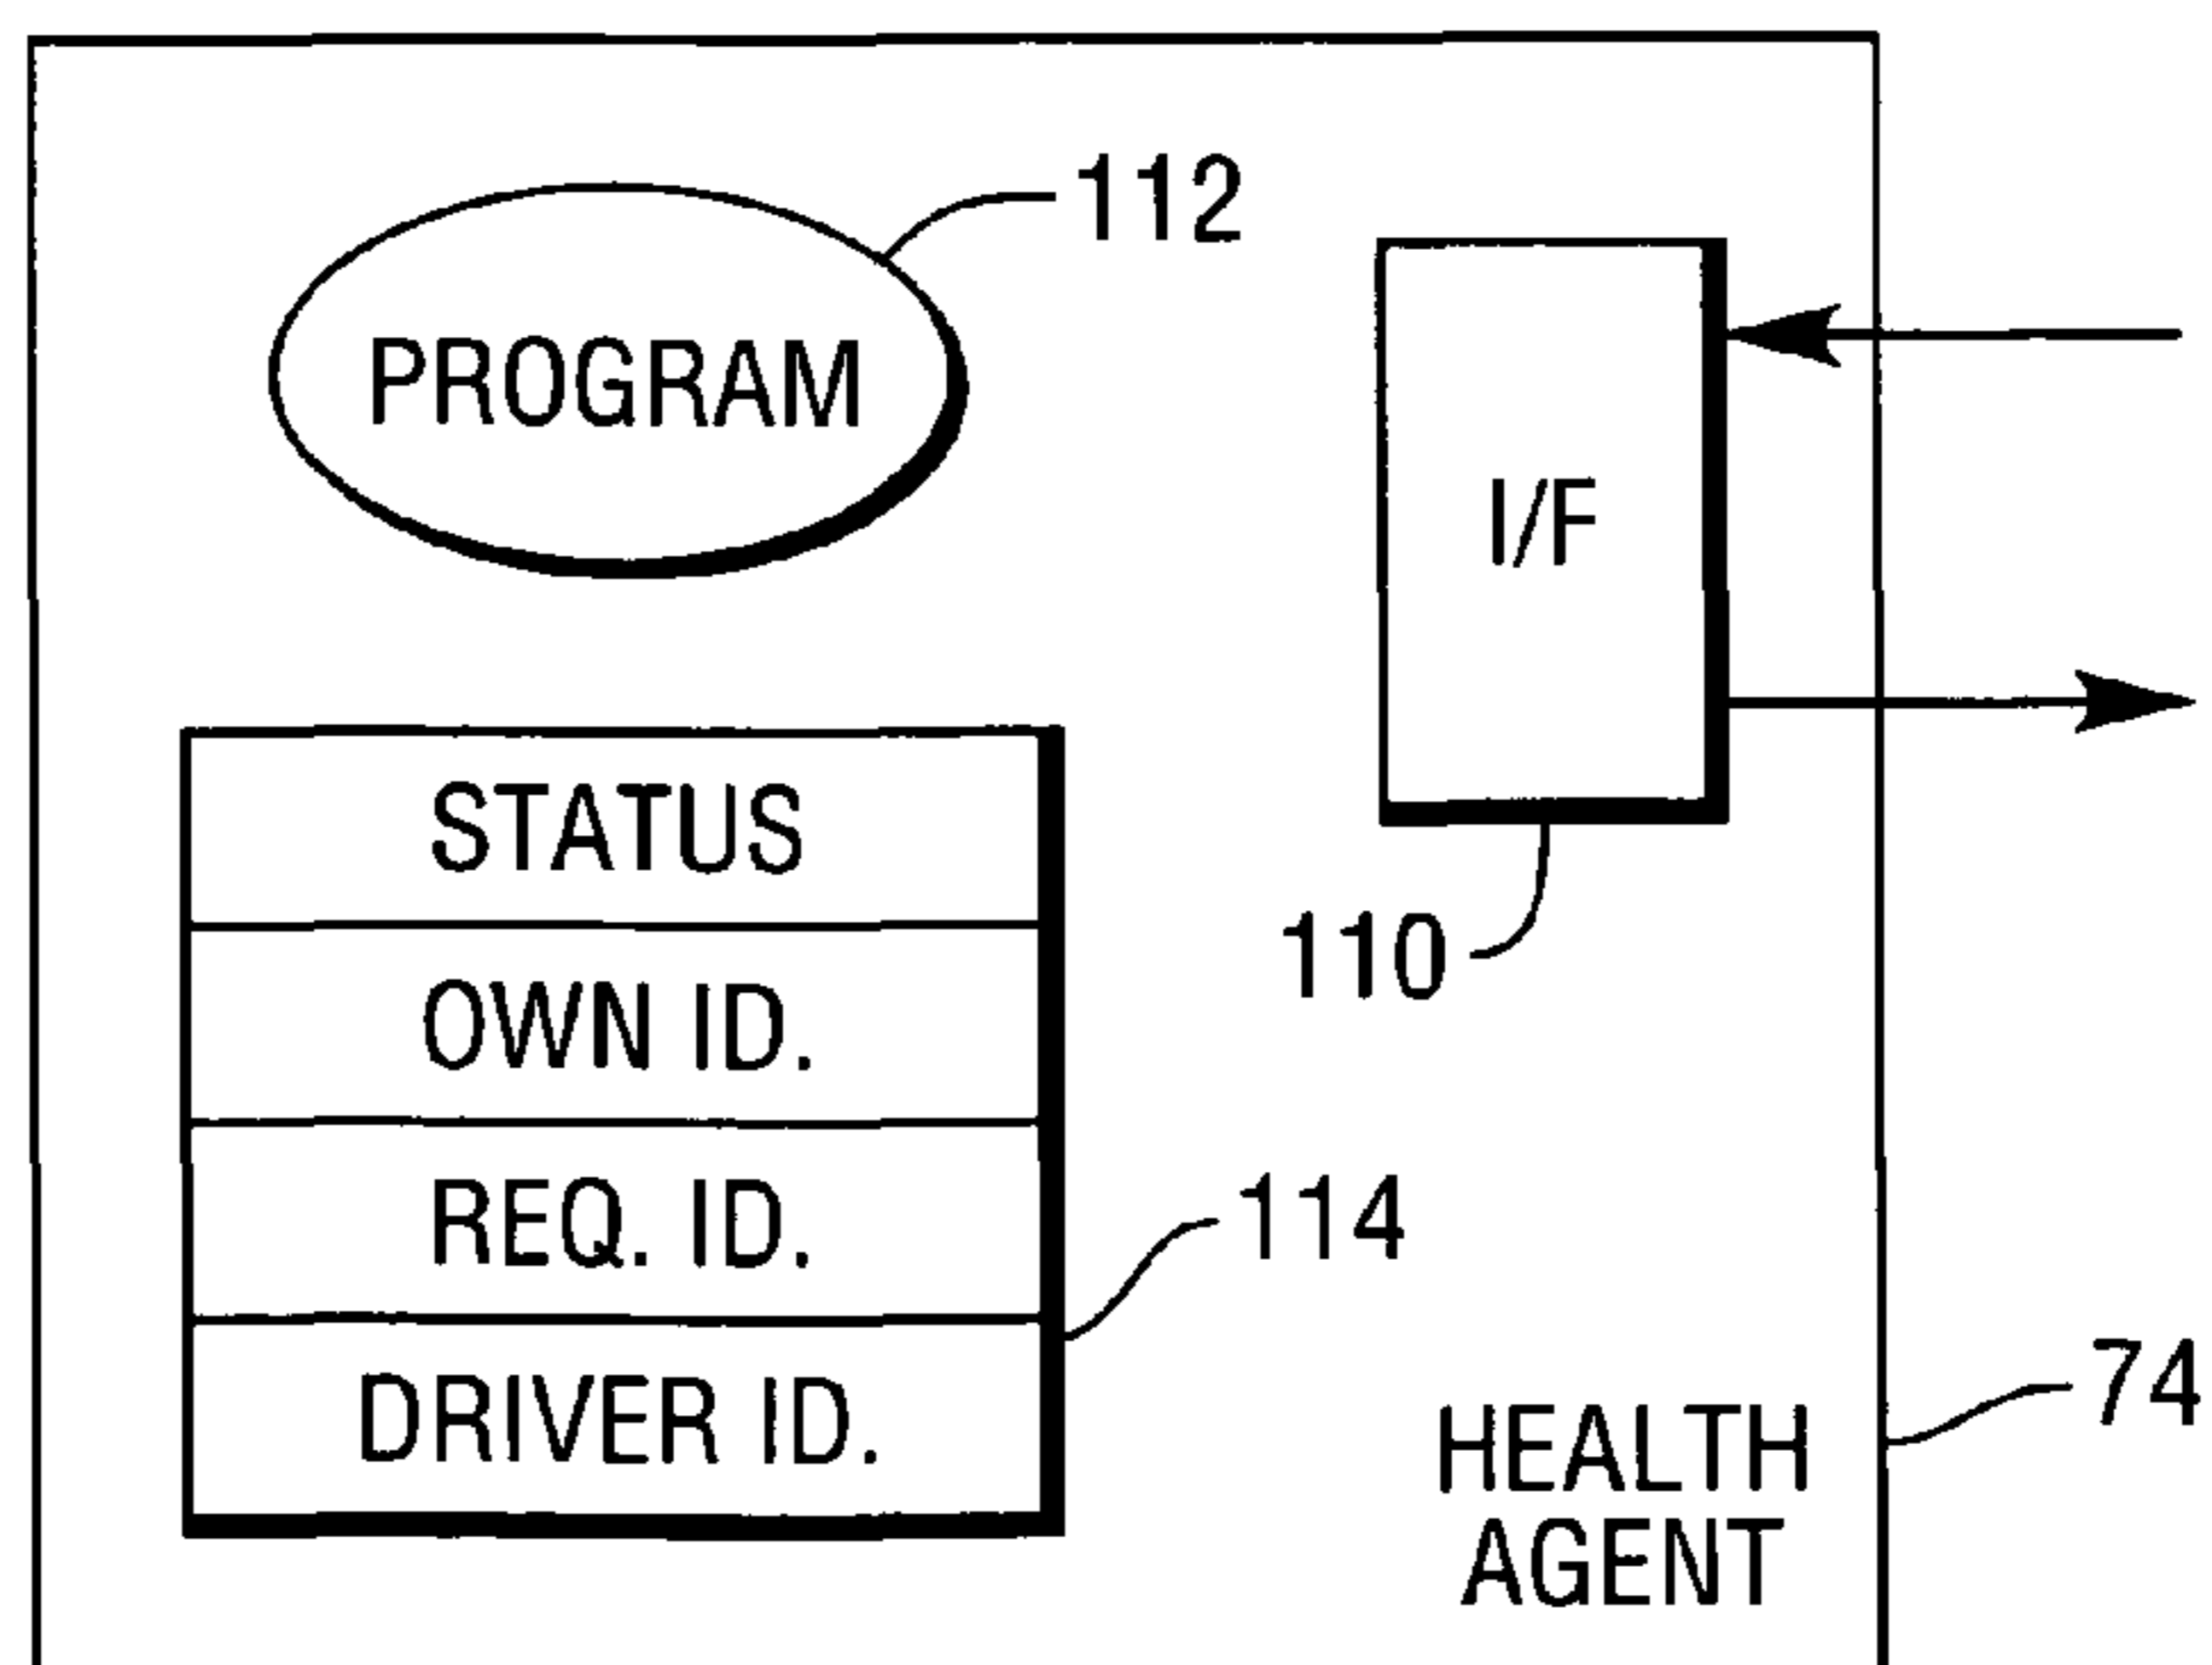 112
PROGRAM
I/F
STATUS
110
OWN ID.
REQ. ID.
114
DRIVER ID.
74
HEALTH
AGENT